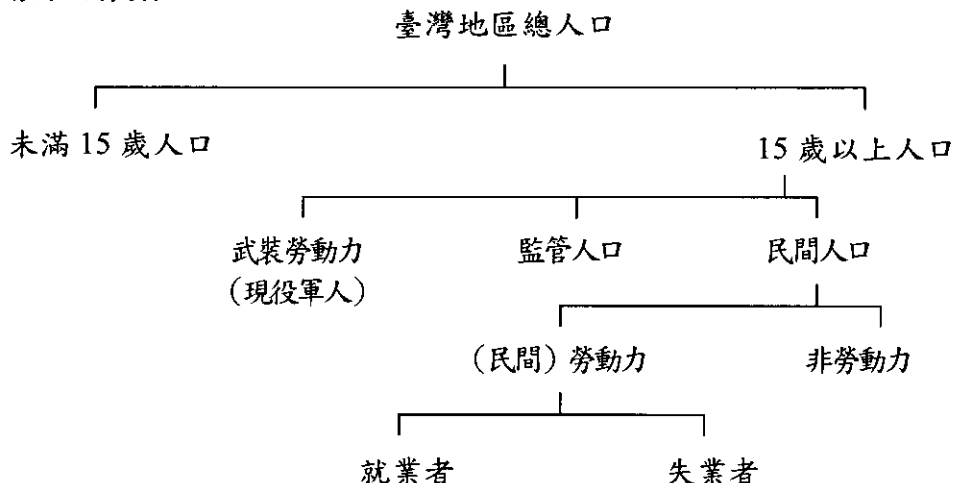 臺灣地區總人口
未滿 15 歲人口
15 歲以上人口
武裝勞動力
（現役軍人）
監管人口
民間人口
（民間）勞動力
非勞動力
就業者
失業者